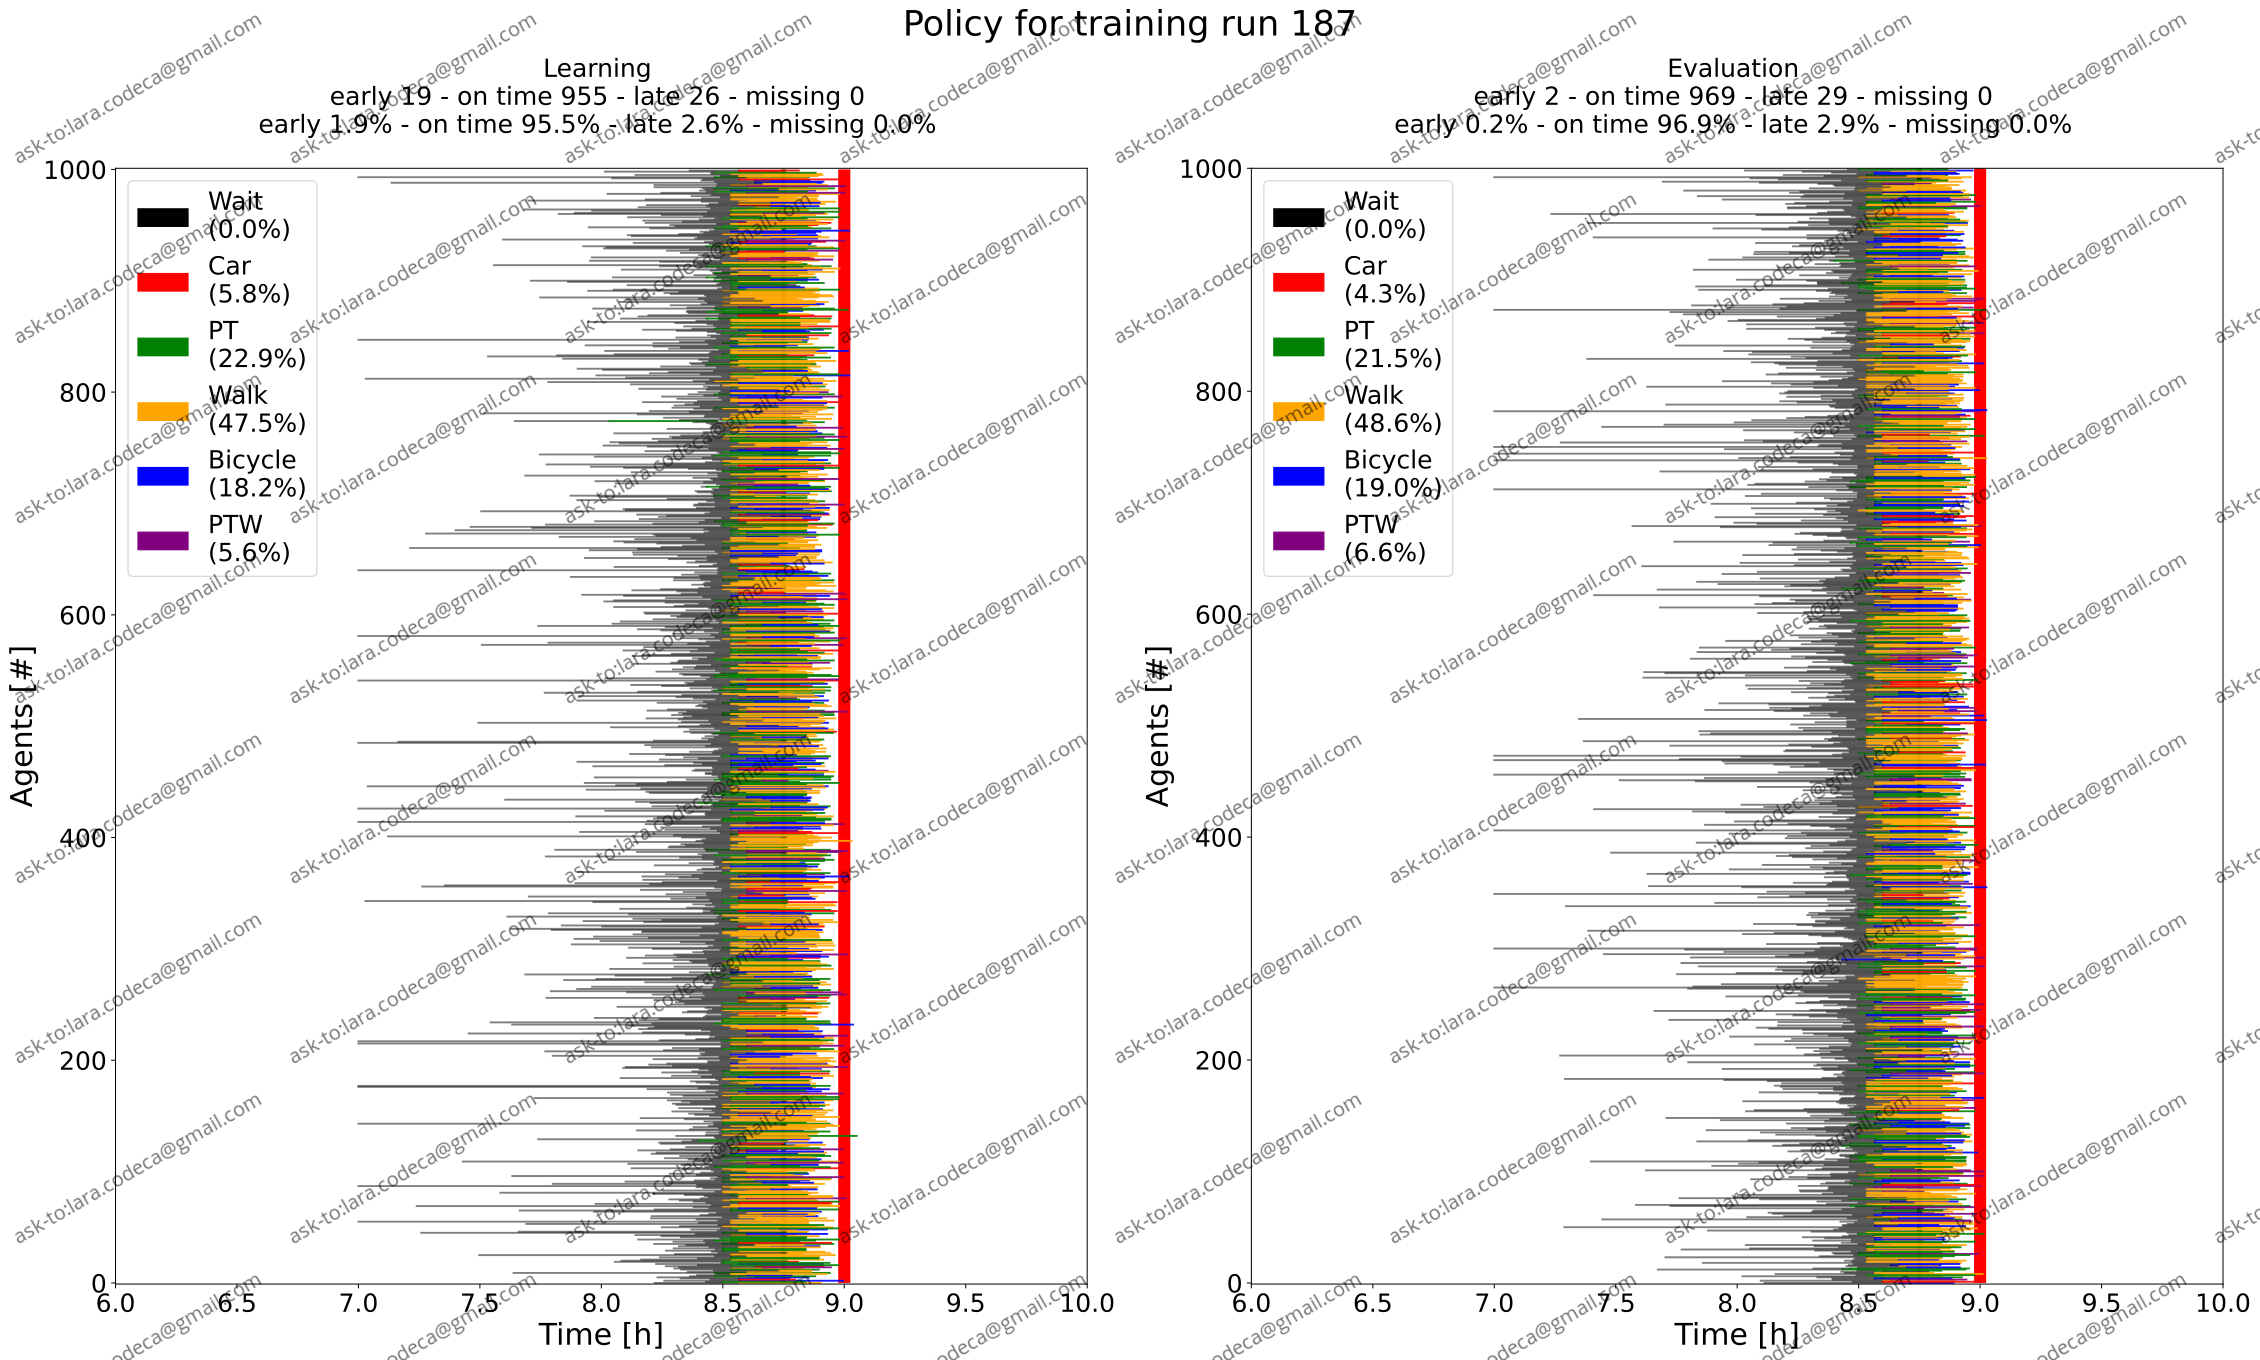 Policy for training run 187
Learning
early 19 - on time 955 - late 26 - missing 0
early 1.9% - on time 95.5% - late 2.6% - missing 0.0%
1000
800
600
400
200
0
Agents [#]
Wait
(0.0%)
Car
(5.8%)
PT
(22.9%)
Walk
(47.5%)
Bicycle
(18.2%)
PTW
(5.6%)
6.0 6.5 7.0 7.5 8.0 8.5 9.0 9.5 10.0
Time [h]
Evaluation
early 2 - on time 969 - late 29 - missing 0
early 0.2% - on time 96.9% - late 2.9% - missing 0.0%
1000
800
600
400
200
0
Agents [#]
Wait
(0.0%)
Car
(4.3%)
PT
(21.5%)
Walk
(48.6%)
Bicycle
(19.0%)
PTW
(6.6%)
6.0 6.5 7.0 7.5 8.0 8.5 9.0 9.5 10.0
Time [h]
ask-to:lara.codeca@gmail.com